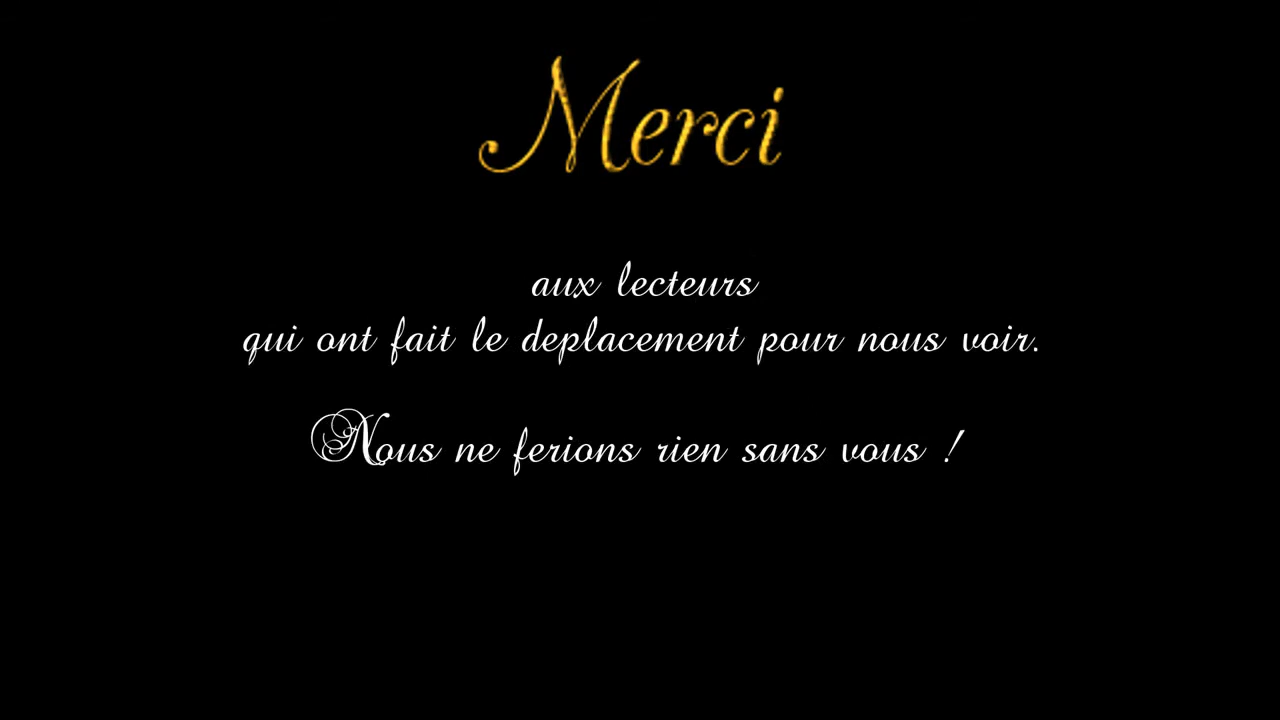 Merci
aux lecteurs
qui ont fait le deplacement pour nous voir.
Nous ne ferions rien sans vous !